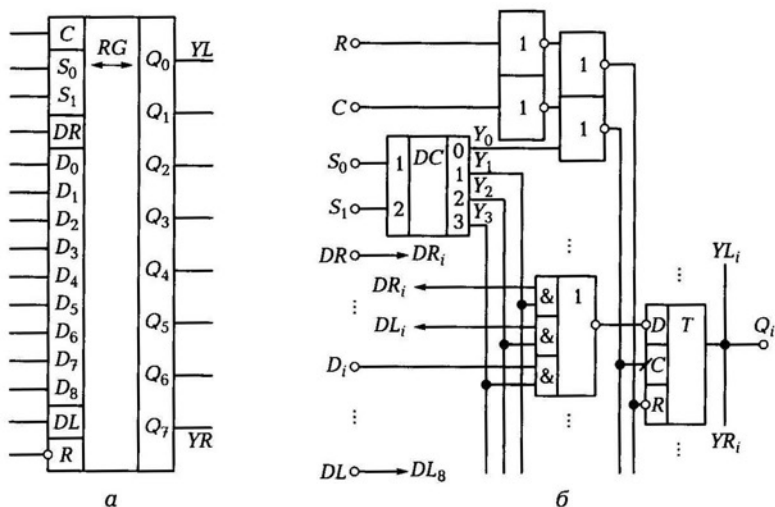 C
RG
S₀
S₁
DR
D₀
D₁
D₂
D₃
D₄
D₅
D₆
D₇
D₈
DL
R
Q₀
Q₁
Q₂
Q₃
Q₄
Q₅
Q₆
Q₇
YL
YR
а
R
1
1
C
1
1
S₀
S₁
1
2
DC
0
1
2
3
Y₀
Y₁
Y₂
Y₃
DR
DRᵢ
DRᵢ
DLᵢ
Dᵢ
DL
DL₈
&
&
&
1
D
T
C
R
YLᵢ
Qᵢ
YRᵢ
б